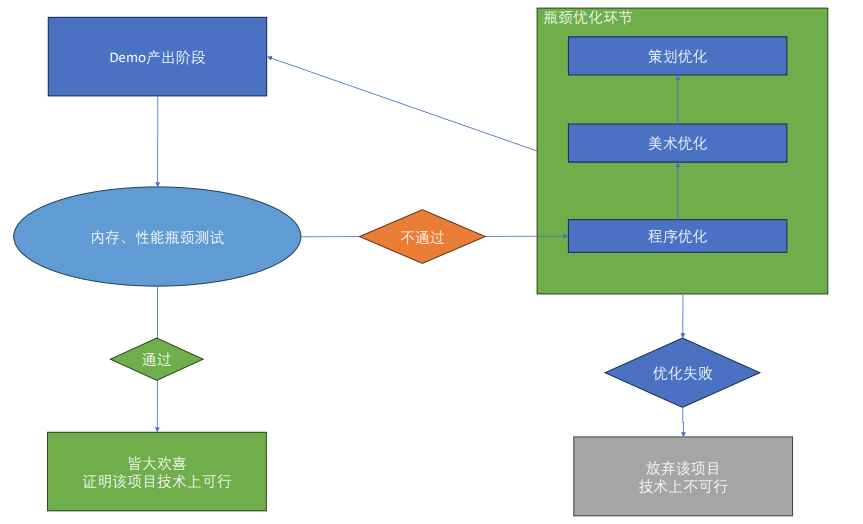 Demo产出阶段
瓶颈优化环节
策划优化
美术优化
程序优化
内存、性能瓶颈测试
不通过
通过
优化失败
皆大欢喜
证明该项目技术上可行
放弃该项目
技术上不可行